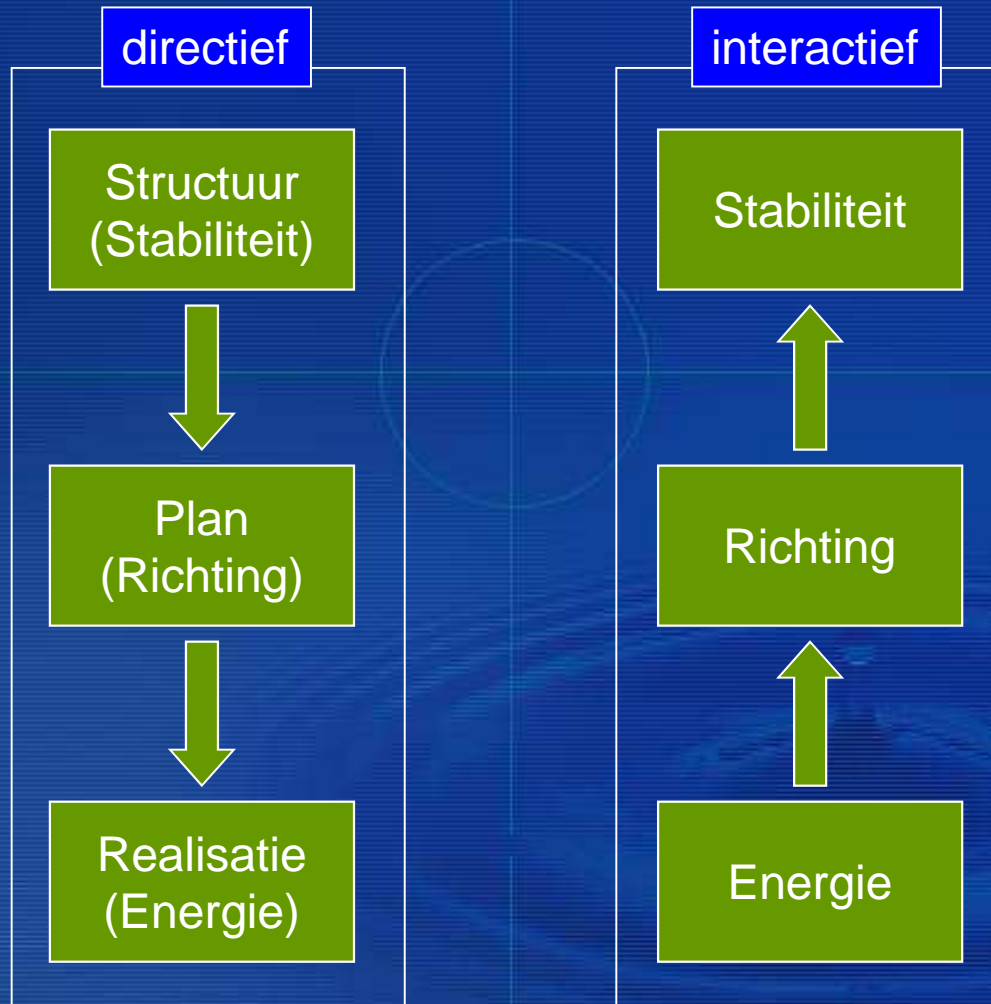 directief
Structuur
(Stabiliteit)
Plan
(Richting)
Realisatie
(Energie)
interactief
Stabiliteit
Richting
Energie